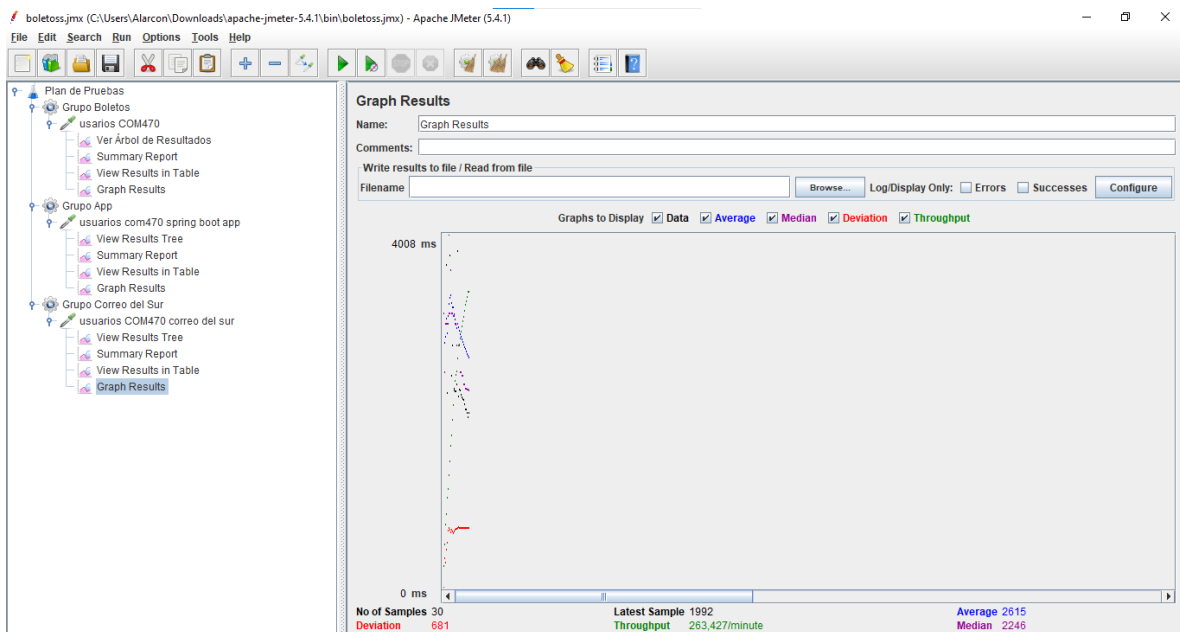 boletoss.jmx (C:\Users\Alarcon\Downloads\apache-jmeter-5.4.1\bin\boletoss.jmx) - Apache JMeter (5.4.1)
File Edit Search Run Options Tools Help
Plan de Pruebas
Grupo Boletos
usarios COM470
Ver Árbol de Resultados
Summary Report
View Results in Table
Graph Results
Grupo App
usuarios com470 spring boot app
View Results Tree
Summary Report
View Results in Table
Graph Results
Grupo Correo del Sur
usuarios COM470 correo del sur
View Results Tree
Summary Report
View Results in Table
Graph Results
Graph Results
Name: Graph Results
Comments:
Write results to file / Read from file
Filename Browse... Log/Display Only: Errors Successes Configure
Graphs to Display Data Average Median Deviation Throughput
4008 ms
0 ms
No of Samples 30 Latest Sample 1992 Average 2615
Deviation 681 Throughput 263,427/minute Median 2246